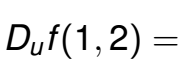 D_u f(1, 2) =